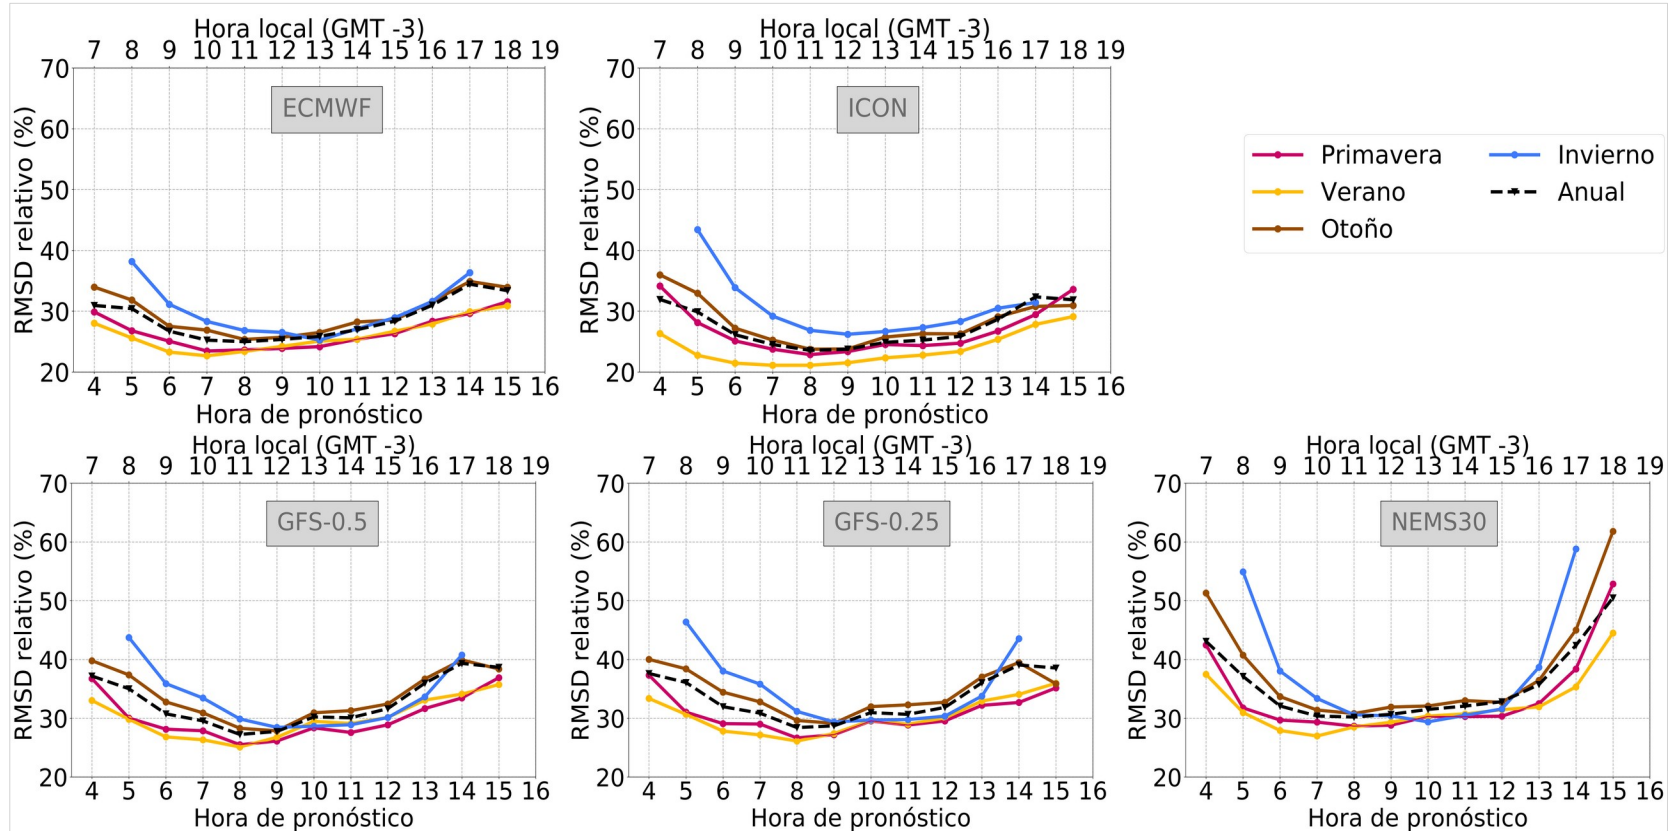 Hora local (GMT -3)
7 8 9 10 11 12 13 14 15 16 17 18 19
70
60
50
40
30
20
RMSD relativo (%)
ECMWF
4 5 6 7 8 9 10 11 12 13 14 15 16
Hora de pronóstico
Hora local (GMT -3)
7 8 9 10 11 12 13 14 15 16 17 18 19
70
60
50
40
30
20
RMSD relativo (%)
ICON
4 5 6 7 8 9 10 11 12 13 14 15 16
Hora de pronóstico
Primavera
Verano
Otoño
Invierno
Anual
Hora local (GMT -3)
7 8 9 10 11 12 13 14 15 16 17 18 19
70
60
50
40
30
20
RMSD relativo (%)
GFS-0.5
4 5 6 7 8 9 10 11 12 13 14 15 16
Hora de pronóstico
Hora local (GMT -3)
7 8 9 10 11 12 13 14 15 16 17 18 19
70
60
50
40
30
20
RMSD relativo (%)
GFS-0.25
4 5 6 7 8 9 10 11 12 13 14 15 16
Hora de pronóstico
Hora local (GMT -3)
7 8 9 10 11 12 13 14 15 16 17 18 19
70
60
50
40
30
20
RMSD relativo (%)
NEMS30
4 5 6 7 8 9 10 11 12 13 14 15 16
Hora de pronóstico